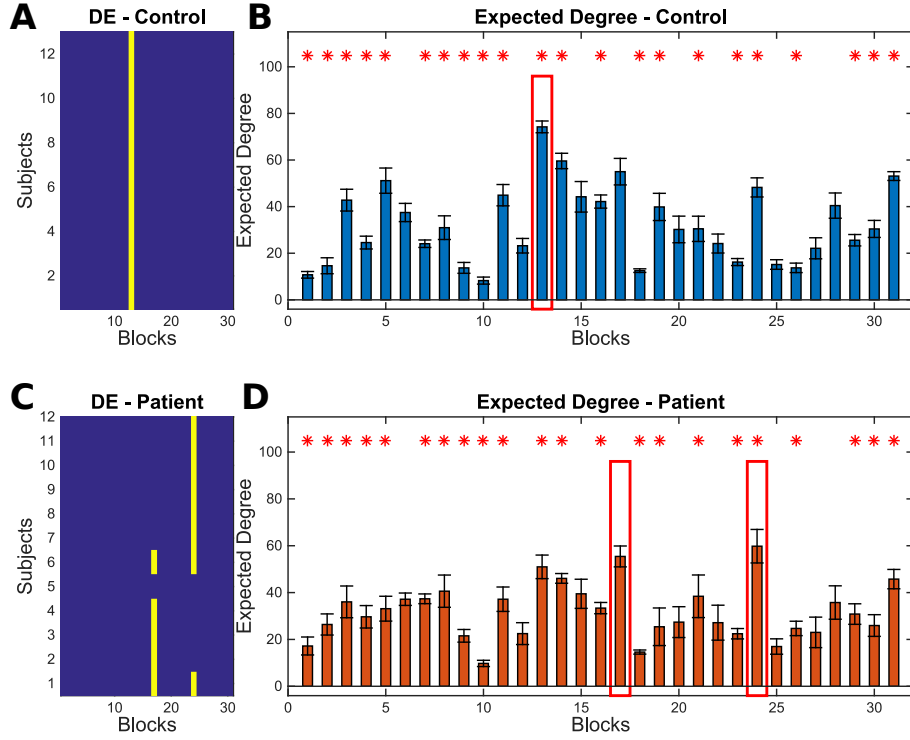 A
DE - Control
B
Expected Degree - Control
Subjects
12
10
8
6
4
2
10 20 30
Blocks
Expected Degree
100
80
60
40
20
0
* * * * * * * * * * * * * * * * * * * * *
0 5 10 15 20 25 30
Blocks
C
DE - Patient
D
Expected Degree - Patient
Subjects
12
11
10
9
8
7
6
5
4
3
2
1
10 20 30
Blocks
Expected Degree
100
80
60
40
20
0
* * * * * * * * * * * * * * * * * * * * *
0 5 10 15 20 25 30
Blocks